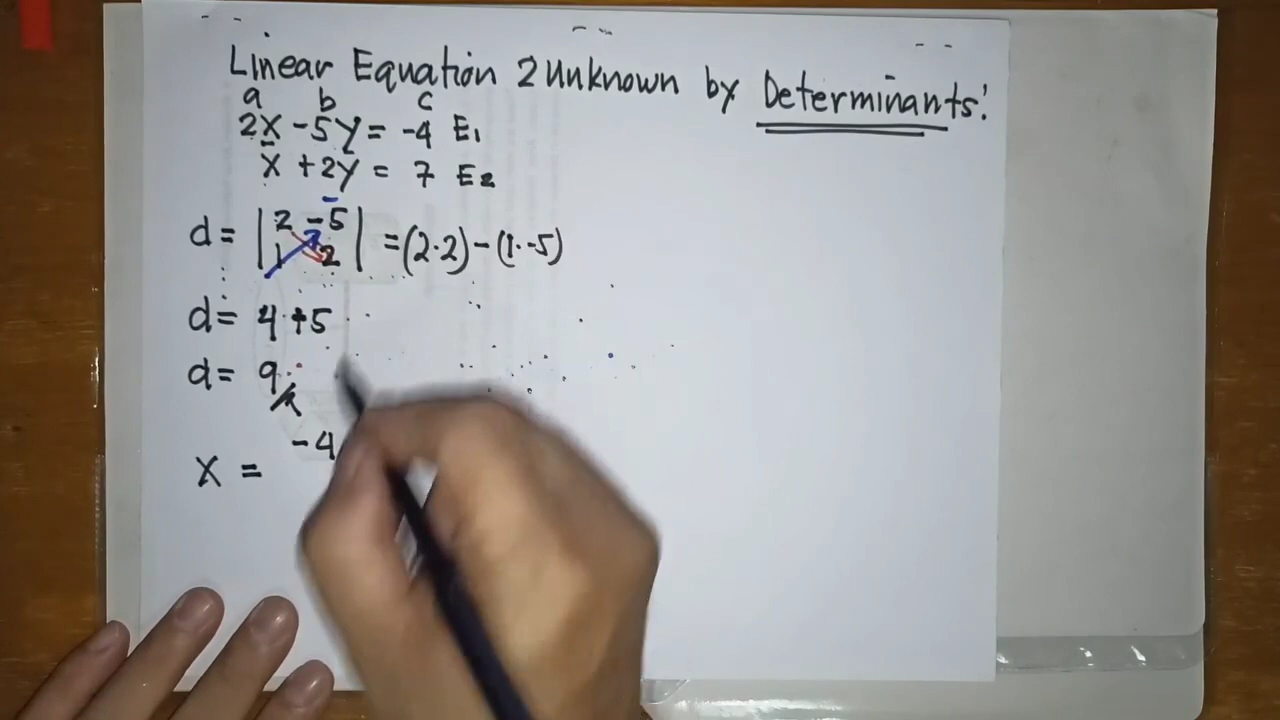 Linear Equation 2 Unknown by Determinants:
a b c
2x - 5y = -4 E1
x + 2y = 7 E2
d = | 2 -5 |
| 1 2 | = (2·2) - (1·-5)
d = 4 + 5
d = 9
-4
x =